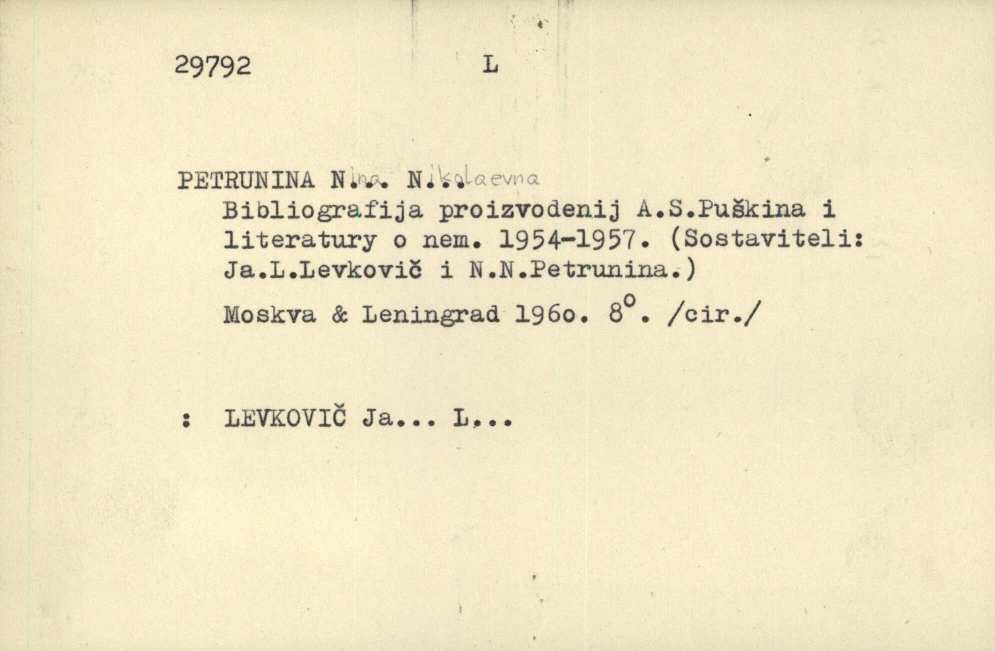 29792 L
PETRUNINA Nina Nikolaevna
Bibliografija proizvodenij A.S.Puškina i
literatury o nem. 1954-1957. (Sostaviteli:
Ja.L.Levkovič i N.N.Petrunina.)
Moskva & Leningrad 196o. 8°. /cir./
: LEVKOVIČ Ja... L...